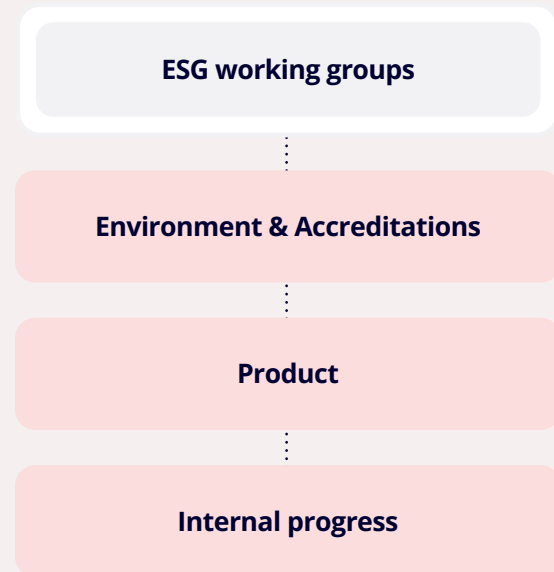 ESG working groups
Environment & Accreditations
Product
Internal progress